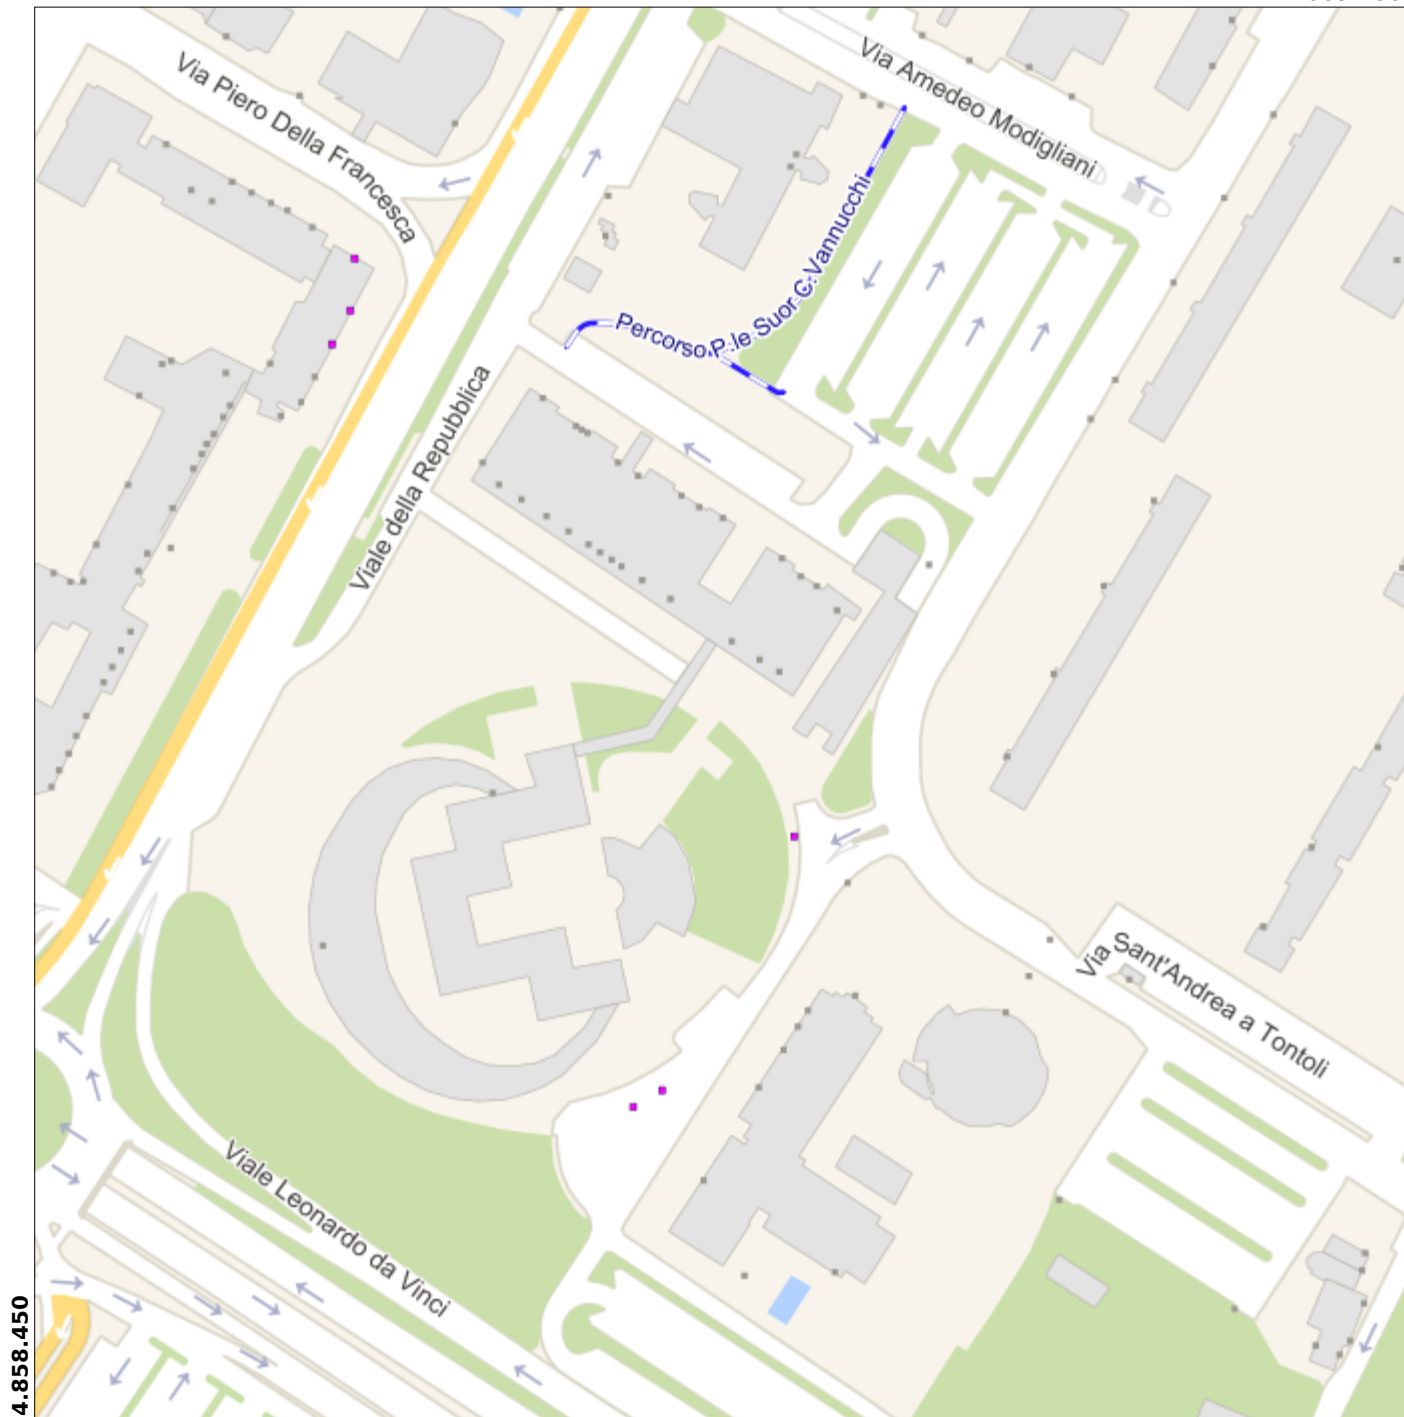 Via Amedeo Modigliani
Via Piero Della Francesca
Percorso P.le Suor C.Vannucchi
Viale della Repubblica
Via Sant'Andrea a Tontoli
Viale Leonardo da Vinci
4.858.450